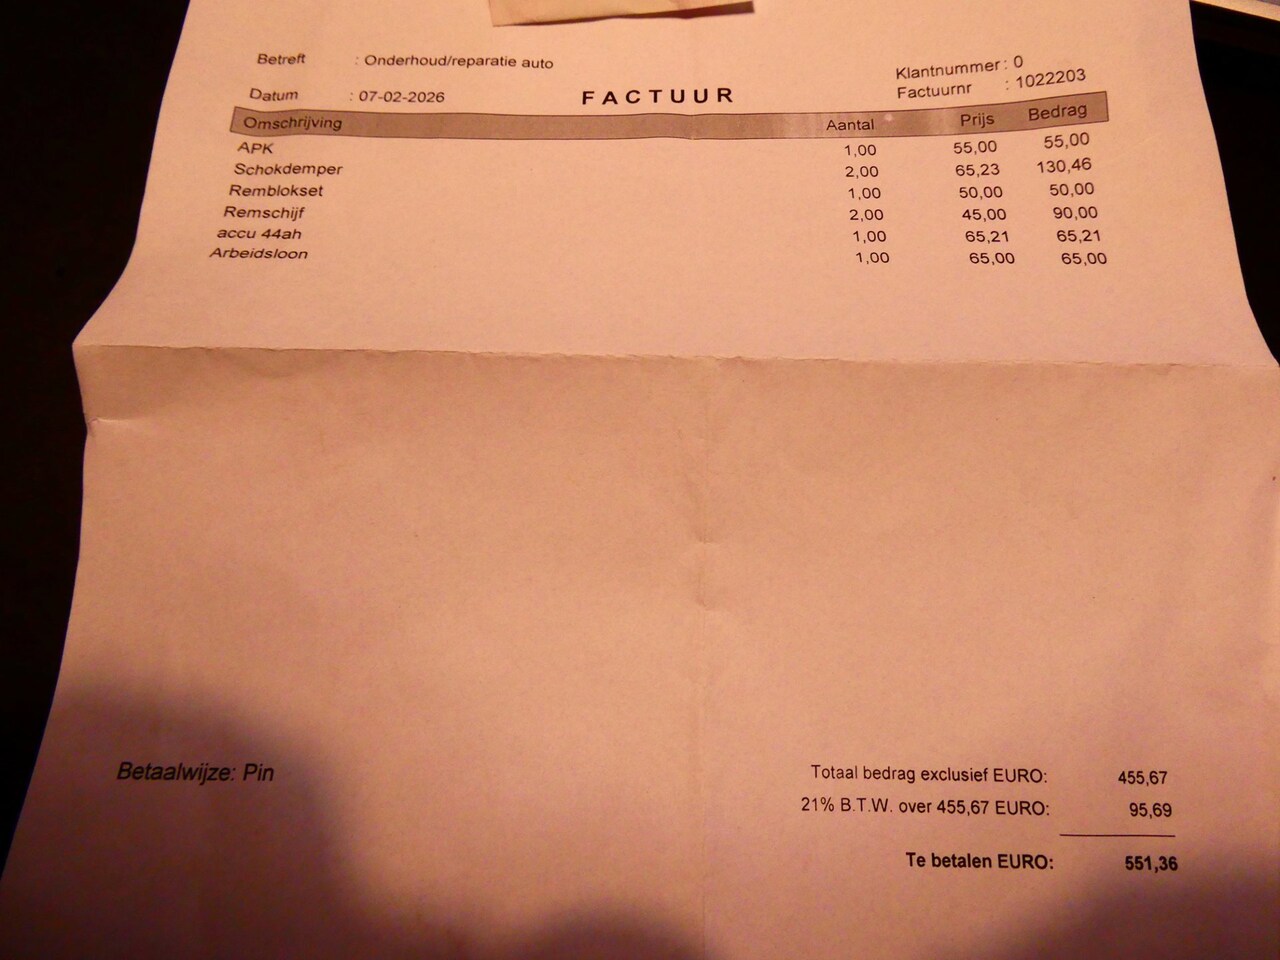 Betreft : Onderhoud/reparatie auto
Klantnummer : 0
Datum : 07-02-2026 FACTUUR Factuurnr : 1022203
Omschrijving Aantal Prijs Bedrag
APK 1,00 55,00 55,00
Schokdemper 2,00 65,23 130,46
Remblokset 1,00 50,00 50,00
Remschijf 2,00 45,00 90,00
accu 44ah 1,00 65,21 65,21
Arbeidsloon 1,00 65,00 65,00
Betaalwijze: Pin Totaal bedrag exclusief EURO: 455,67
21% B.T.W. over 455,67 EURO: 95,69
Te betalen EURO: 551,36